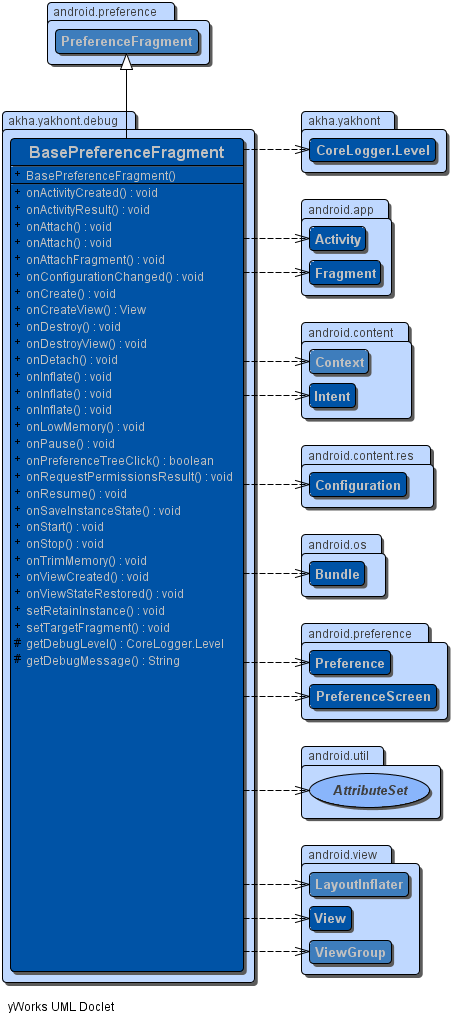 android.preference
PreferenceFragment
akha.yakhont.debug
BasePreferenceFragment
+ BasePreferenceFragment()
+ onActivityCreated() : void
+ onActivityResult() : void
+ onAttach() : void
+ onAttach() : void
+ onAttachFragment() : void
+ onConfigurationChanged() : void
+ onCreate() : void
+ onCreateView() : View
+ onDestroy() : void
+ onDestroyView() : void
+ onDetach() : void
+ onInflate() : void
+ onInflate() : void
+ onInflate() : void
+ onLowMemory() : void
+ onPause() : void
+ onPreferenceTreeClick() : boolean
+ onRequestPermissionsResult() : void
+ onResume() : void
+ onSaveInstanceState() : void
+ onStart() : void
+ onStop() : void
+ onTrimMemory() : void
+ onViewCreated() : void
+ onViewStateRestored() : void
+ setRetainInstance() : void
+ setTargetFragment() : void
# getDebugLevel() : CoreLogger.Level
# getDebugMessage() : String
akha.yakhont
CoreLogger.Level
android.app
Activity
Fragment
android.content
Context
Intent
android.content.res
Configuration
android.os
Bundle
android.preference
Preference
PreferenceScreen
android.util
AttributeSet
android.view
LayoutInflater
View
ViewGroup
yWorks UML Doclet